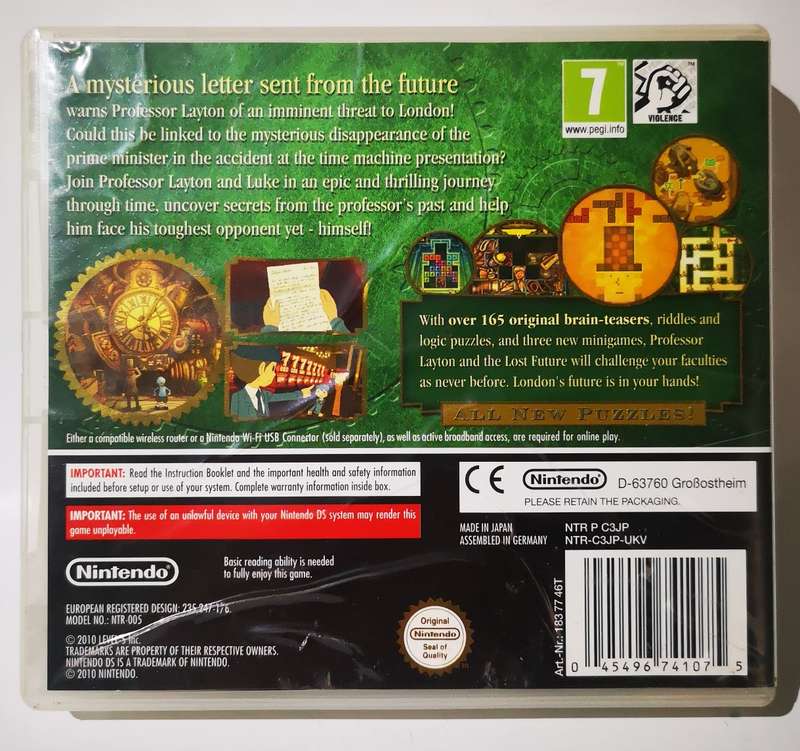 A mysterious letter sent from the future
warns Professor Layton of an imminent threat to London!
Could this be linked to the mysterious disappearance of the
prime minister in the accident at the time machine presentation?
Join Professor Layton and Luke in an epic and thrilling journey
through time, uncover secrets from the professor's past and help
him face his toughest opponent yet - himself!
7
™
www.pegi.info
VIOLENCE
™
With over 165 original brain-teasers, riddles and
logic puzzles, and three new minigames, Professor
Layton and the Lost Future will challenge your faculties
as never before. London's future is in your hands!
ALL NEW PUZZLES!
Either a compatible wireless router or a Nintendo Wi-Fi USB Connector (sold separately), as well as active broadband access, are required for online play.
IMPORTANT: Read the Instruction Booklet and the important health and safety information
included before setup or use of your system. Complete warranty information inside box.
IMPORTANT: The use of an unlawful device with your Nintendo DS system may render this
game unplayable.
CE
Nintendo®
D-63760 Großostheim
PLEASE RETAIN THE PACKAGING.
MADE IN JAPAN
ASSEMBLED IN GERMANY
NTR P C3JP
NTR-C3JP-UKV
Nintendo®
Basic reading ability is needed
to fully enjoy this game.
EUROPEAN REGISTERED DESIGN: 235 247-1/6.
MODEL NO.: NTR-005
© 2010 LEVEL-5 Inc.
TRADEMARKS ARE PROPERTY OF THEIR RESPECTIVE OWNERS.
NINTENDO DS IS A TRADEMARK OF NINTENDO.
© 2010 NINTENDO.
Original
Nintendo
Seal of
Quality
Art.-Nr.: 183 77 46T
0 45496 74107 5